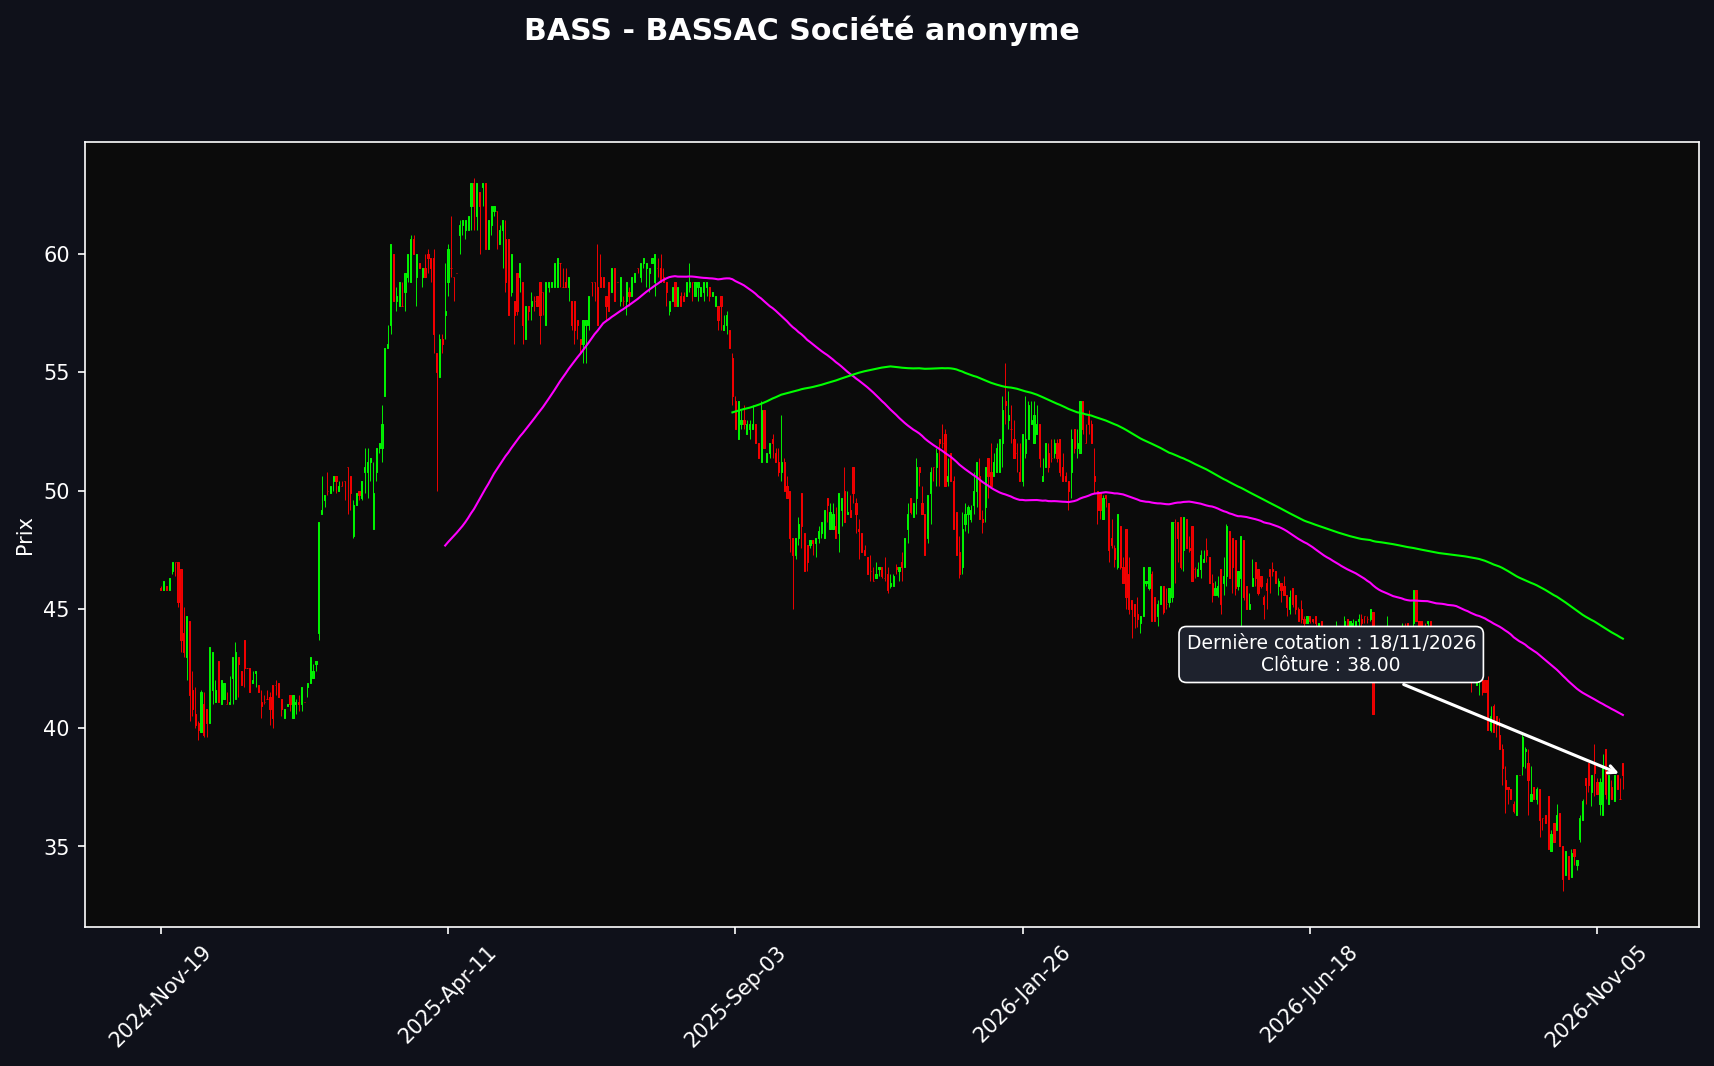 BASS - BASSAC Société anonyme
Prix
60
55
50
45
40
35
Dernière cotation : 18/11/2026
Clôture : 38.00
2024-Nov-19
2025-Apr-11
2025-Sep-03
2026-Jan-26
2026-Jun-18
2026-Nov-05